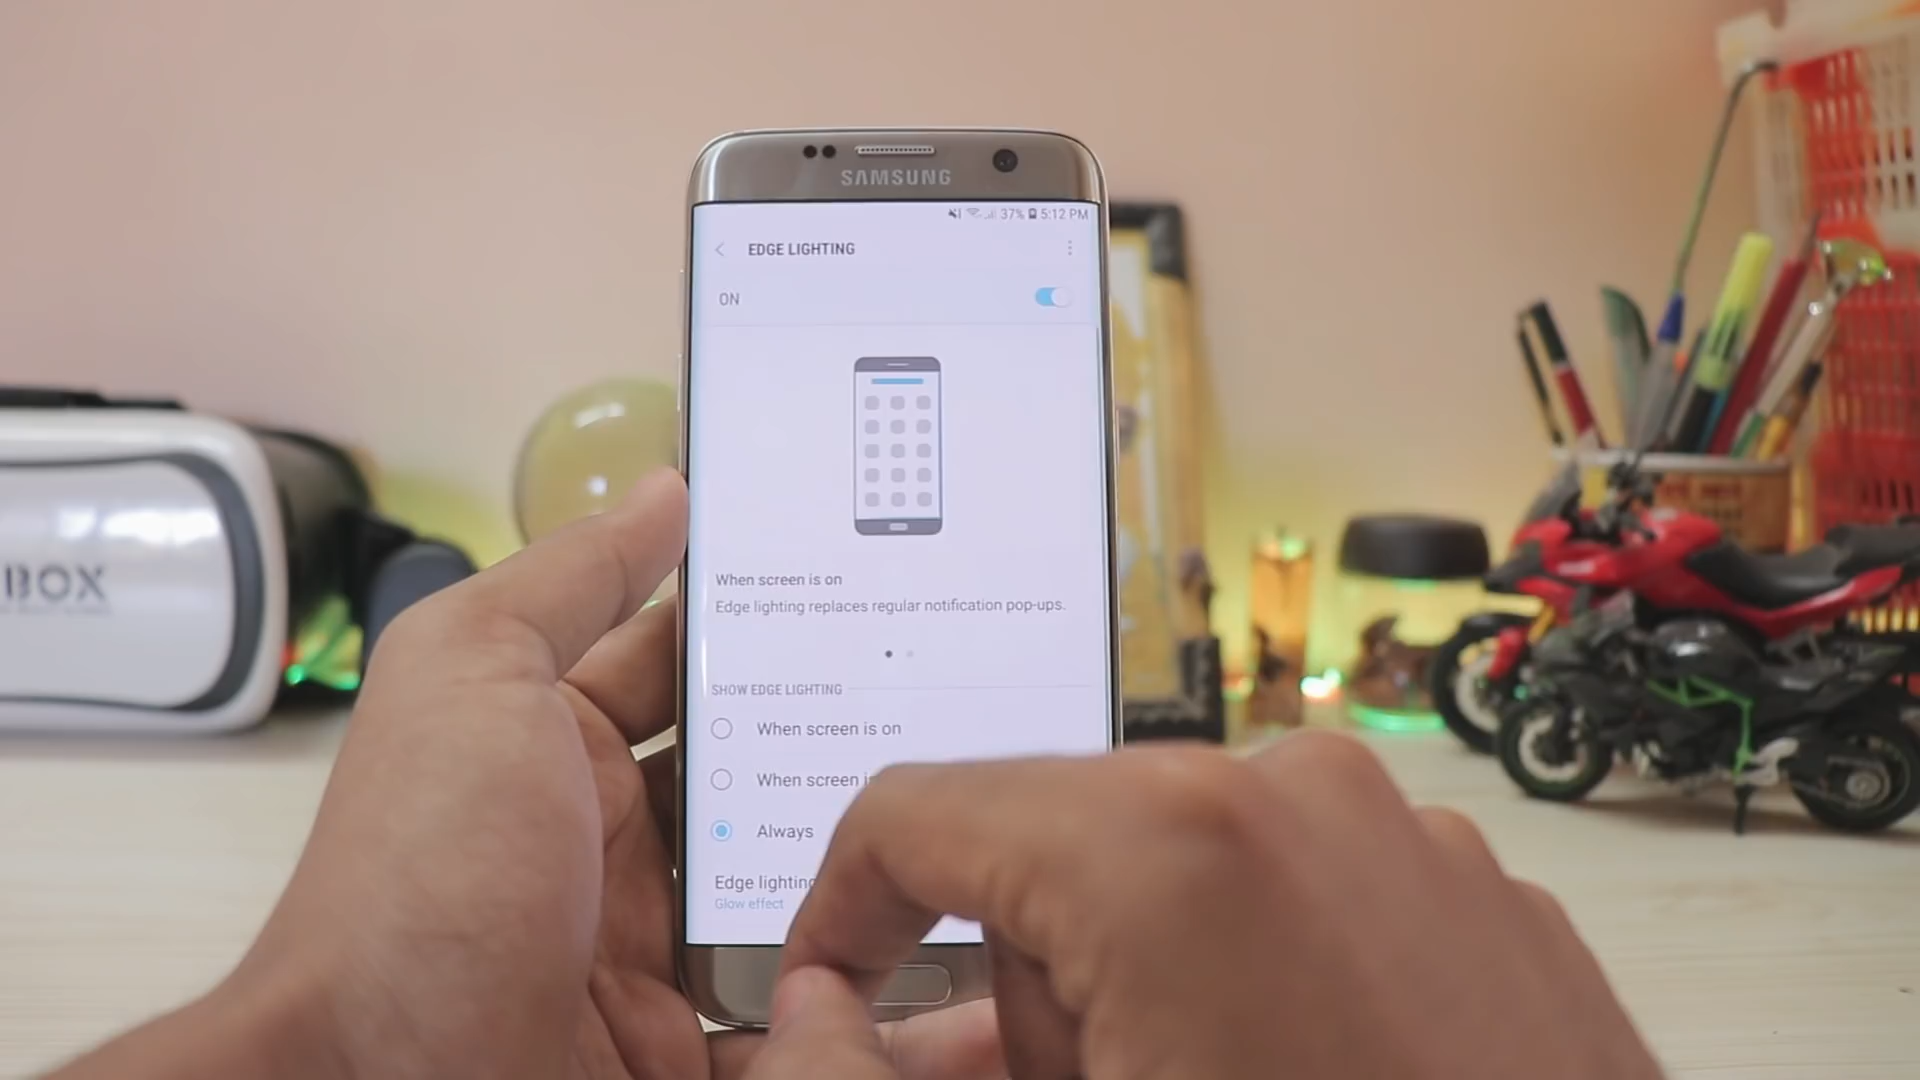 SAMSUNG
37% 5:12 PM
EDGE LIGHTING
ON
When screen is on
Edge lighting replaces regular notification pop-ups.
SHOW EDGE LIGHTING
When screen is on
When screen is
Always
Edge lighting
Glow effect
BOX